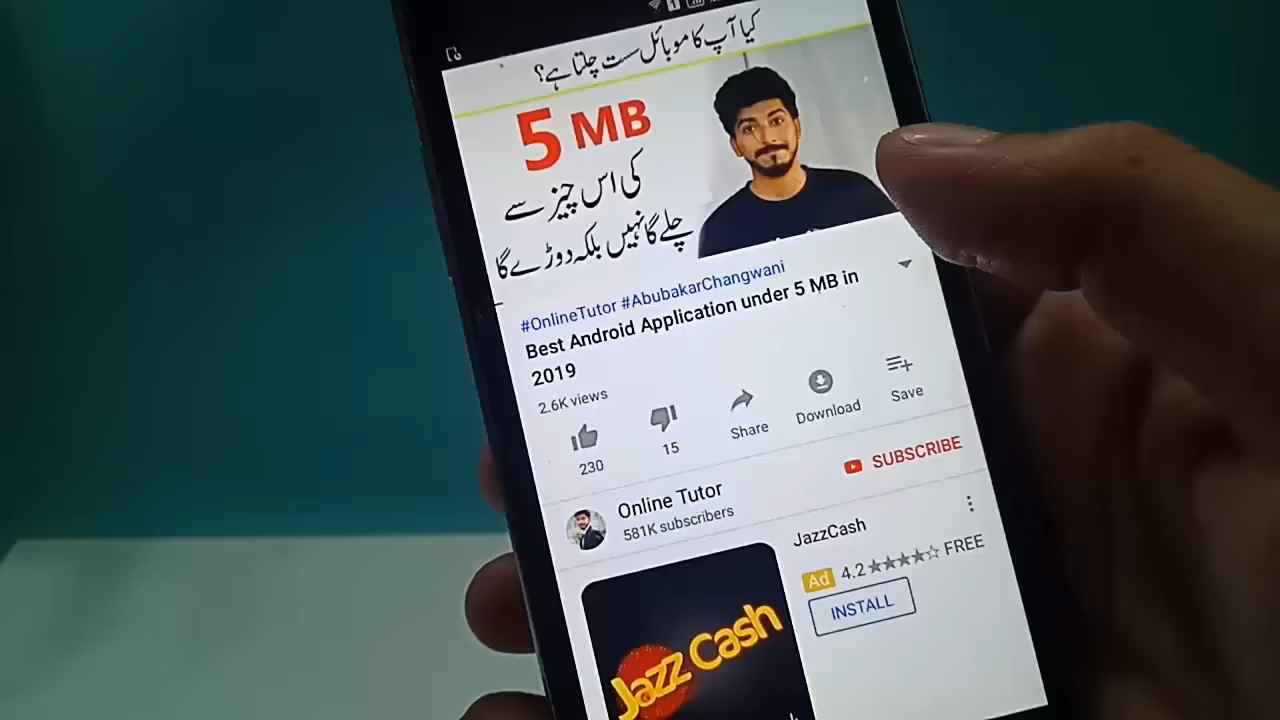 کیا آپ کا موبائل سست چلتا ہے؟
5 MB
کی اس چیز سے
چلے گا نہیں بلکہ دوڑے گا
#OnlineTutor #AbubakarChangwani
Best Android Application under 5 MB in
2019
2.6K views
230
15
Share
Download
Save
Online Tutor
581K subscribers
SUBSCRIBE
JazzCash
Ad 4.2 ★★★★☆ FREE
INSTALL
Jazz Cash